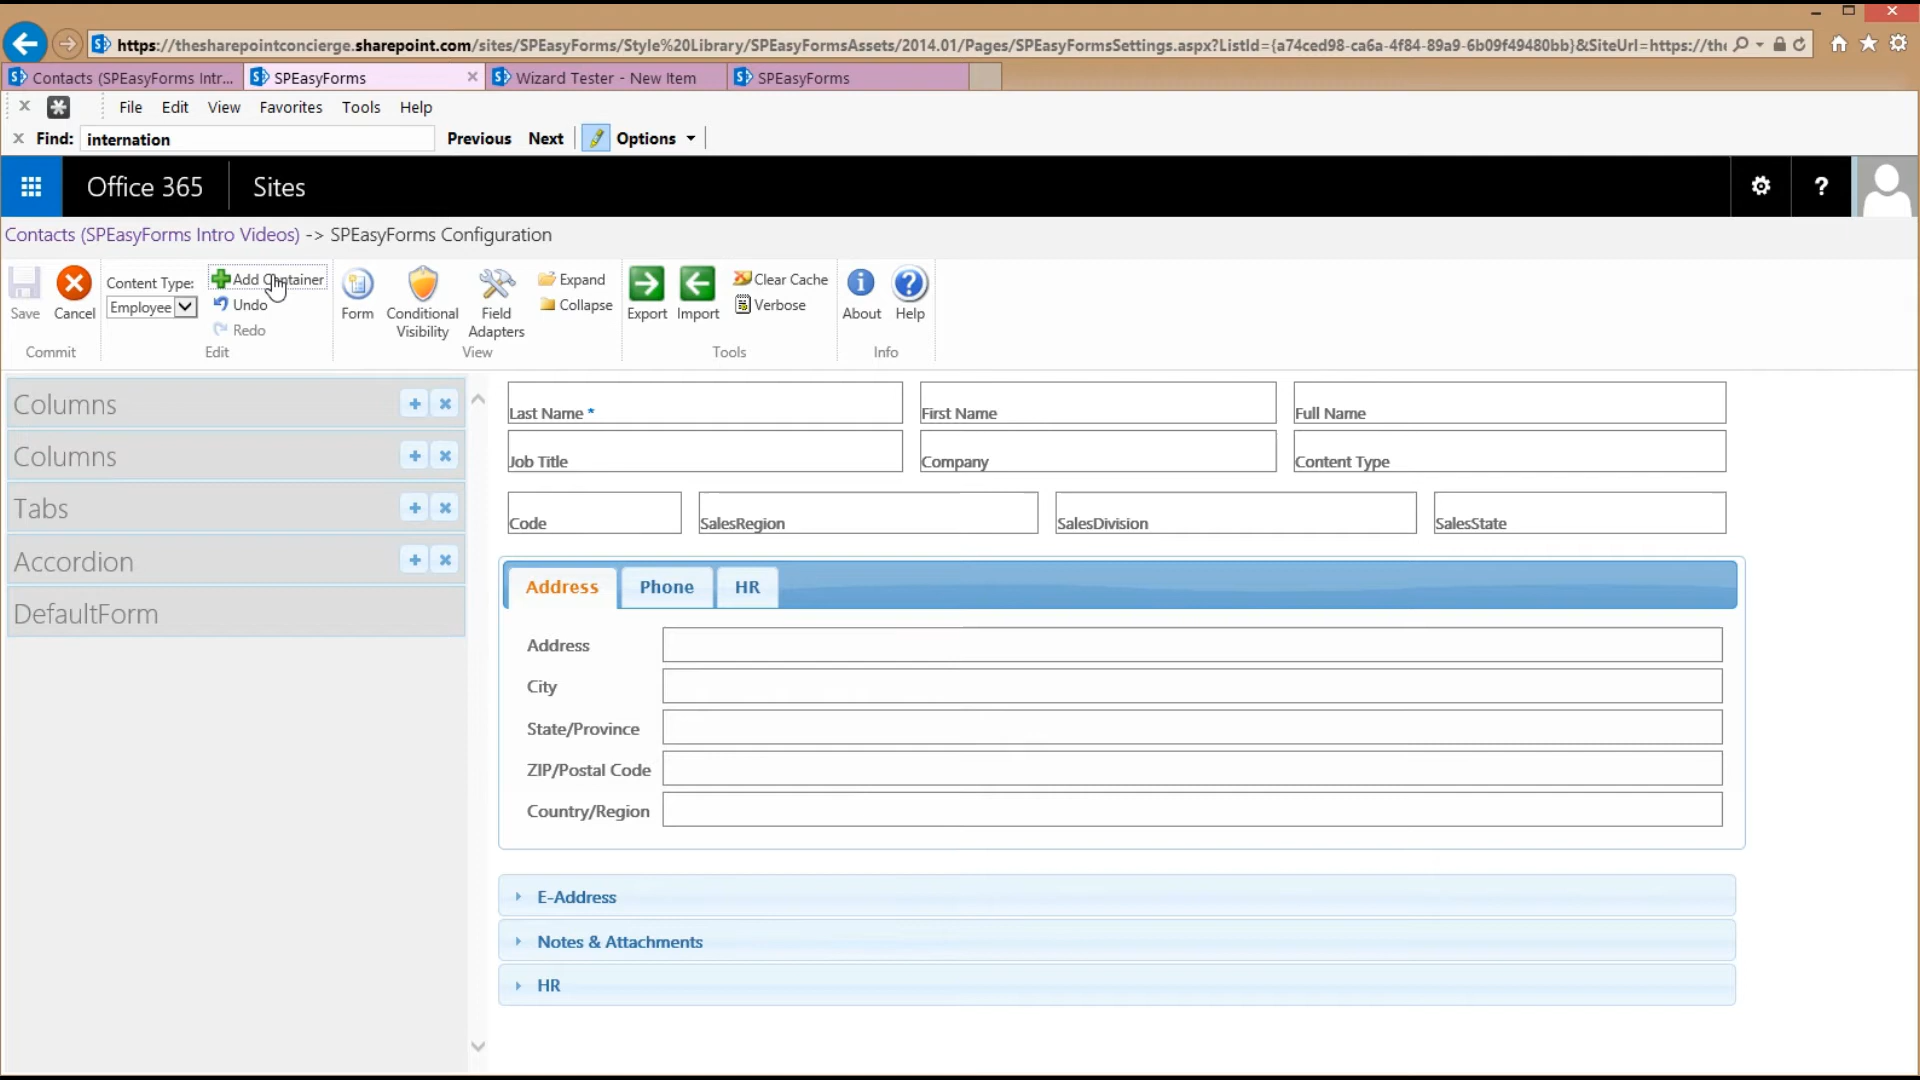 https://thesharepointconcierge.sharepoint.com/sites/SPEasyForms/Style%20Library/SPEasyFormsAssets/2014.01/Pages/SPEasyFormsSettings.aspx?ListId={a74ced98-ca6a-4f84-89a9-6b09f49480bb}&SiteUrl=https://the
Contacts (SPEasyForms Intr... SPEasyForms Wizard Tester - New Item SPEasyForms
File Edit View Favorites Tools Help
Find: internation Previous Next Options
Office 365 Sites ?
Contacts (SPEasyForms Intro Videos) -> SPEasyForms Configuration
Save Cancel
Commit
Content Type:
Employee
Add Container
Undo
Redo
Edit
Form
Conditional Visibility
Field Adapters
Expand
Collapse
View
Export Import
Clear Cache
Verbose
Tools
About Help
Info
Columns
Columns
Tabs
Accordion
DefaultForm
Last Name * First Name Full Name
Job Title Company Content Type
Code SalesRegion SalesDivision SalesState
Address Phone HR
Address
City
State/Province
ZIP/Postal Code
Country/Region
E-Address
Notes & Attachments
HR